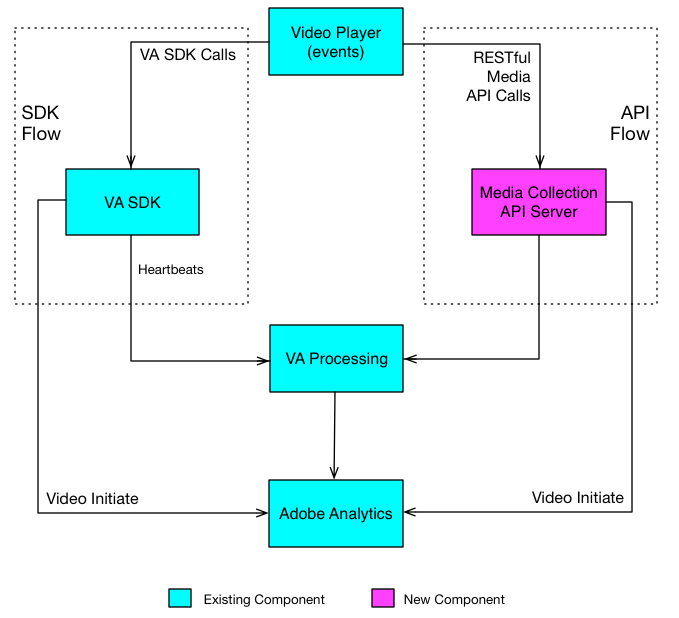 Video Player
(events)
VA SDK Calls
RESTful
Media
API Calls
SDK
Flow
API
Flow
VA SDK
Media Collection
API Server
Heartbeats
VA Processing
Video Initiate
Video Initiate
Adobe Analytics
Existing Component
New Component